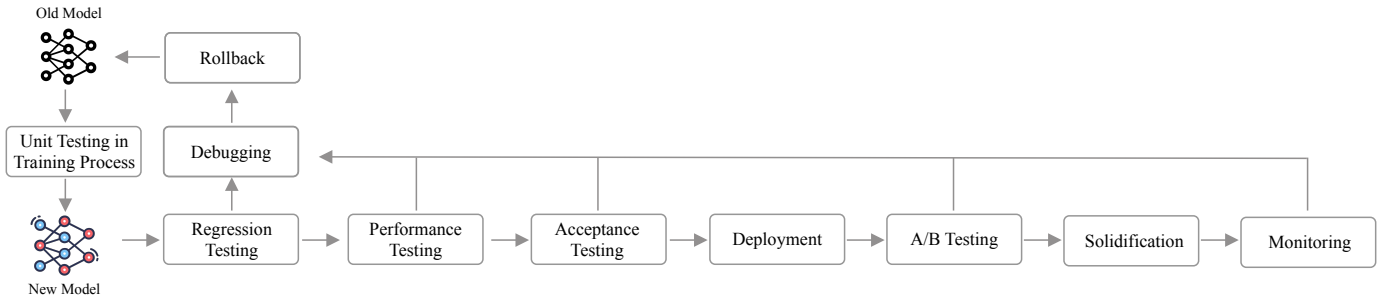 Old Model
Rollback
Unit Testing in
Training Process
Debugging
Regression
Testing
Performance
Testing
Acceptance
Testing
Deployment
A/B Testing
Solidification
Monitoring
New Model